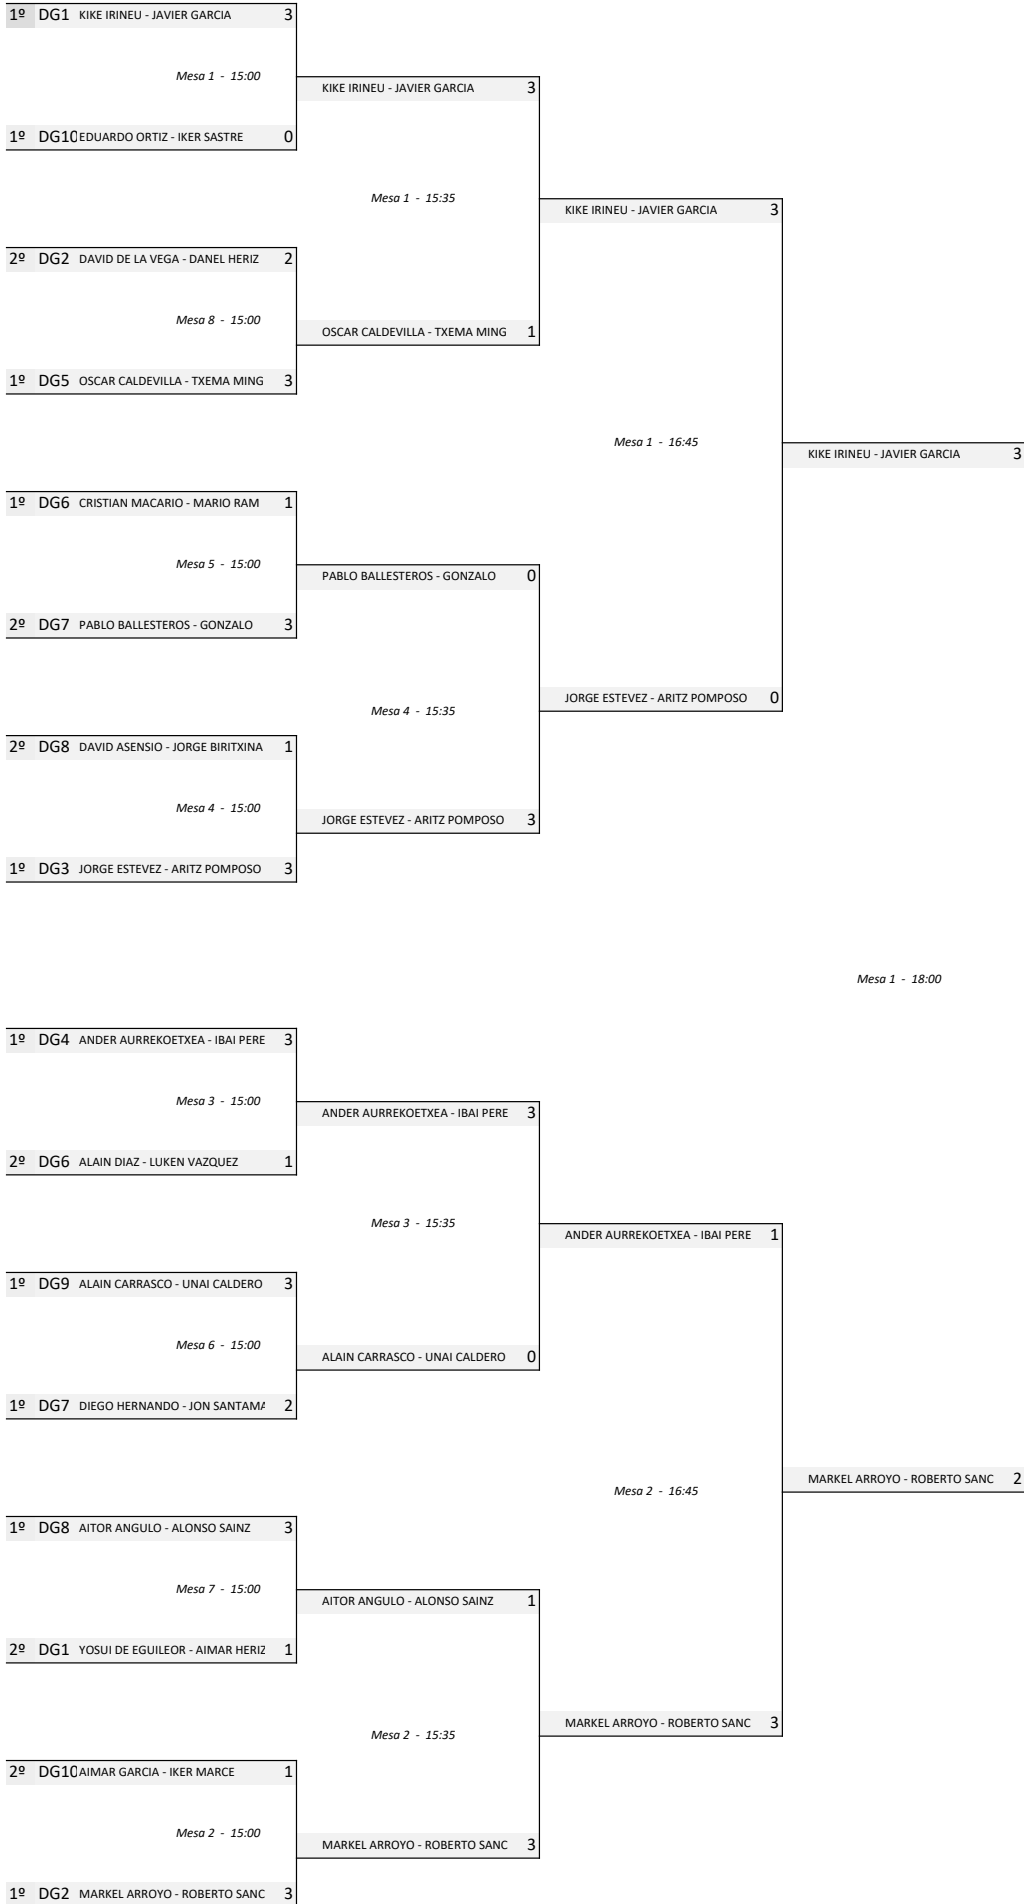 1º DG1 KIKE IRINEU - JAVIER GARCIA 3
Mesa 1 - 15:00
KIKE IRINEU - JAVIER GARCIA 3
1º DG10 EDUARDO ORTIZ - IKER SASTRE 0
Mesa 1 - 15:35
KIKE IRINEU - JAVIER GARCIA 3
2º DG2 DAVID DE LA VEGA - DANEL HERIZ 2
Mesa 8 - 15:00
OSCAR CALDEVILLA - TXEMA MING 1
1º DG5 OSCAR CALDEVILLA - TXEMA MING 3
Mesa 1 - 16:45
KIKE IRINEU - JAVIER GARCIA 3
1º DG6 CRISTIAN MACARIO - MARIO RAM 1
Mesa 5 - 15:00
PABLO BALLESTEROS - GONZALO 0
2º DG7 PABLO BALLESTEROS - GONZALO 3
JORGE ESTEVEZ - ARITZ POMPOSO 0
Mesa 4 - 15:35
2º DG8 DAVID ASENSIO - JORGE BIRITXINA 1
Mesa 4 - 15:00
JORGE ESTEVEZ - ARITZ POMPOSO 3
1º DG3 JORGE ESTEVEZ - ARITZ POMPOSO 3
Mesa 1 - 18:00
1º DG4 ANDER AURREKOETXEA - IBAI PERE 3
Mesa 3 - 15:00
ANDER AURREKOETXEA - IBAI PERE 3
2º DG6 ALAIN DIAZ - LUKEN VAZQUEZ 1
Mesa 3 - 15:35
ANDER AURREKOETXEA - IBAI PERE 1
1º DG9 ALAIN CARRASCO - UNAI CALDERO 3
Mesa 6 - 15:00
ALAIN CARRASCO - UNAI CALDERO 0
1º DG7 DIEGO HERNANDO - JON SANTAMA 2
MARKEL ARROYO - ROBERTO SANC 2
Mesa 2 - 16:45
1º DG8 AITOR ANGULO - ALONSO SAINZ 3
Mesa 7 - 15:00
AITOR ANGULO - ALONSO SAINZ 1
2º DG1 YOSUI DE EGUILEOR - AIMAR HERIZ 1
MARKEL ARROYO - ROBERTO SANC 3
Mesa 2 - 15:35
2º DG10 AIMAR GARCIA - IKER MARCE 1
Mesa 2 - 15:00
MARKEL ARROYO - ROBERTO SANC 3
1º DG2 MARKEL ARROYO - ROBERTO SANC 3